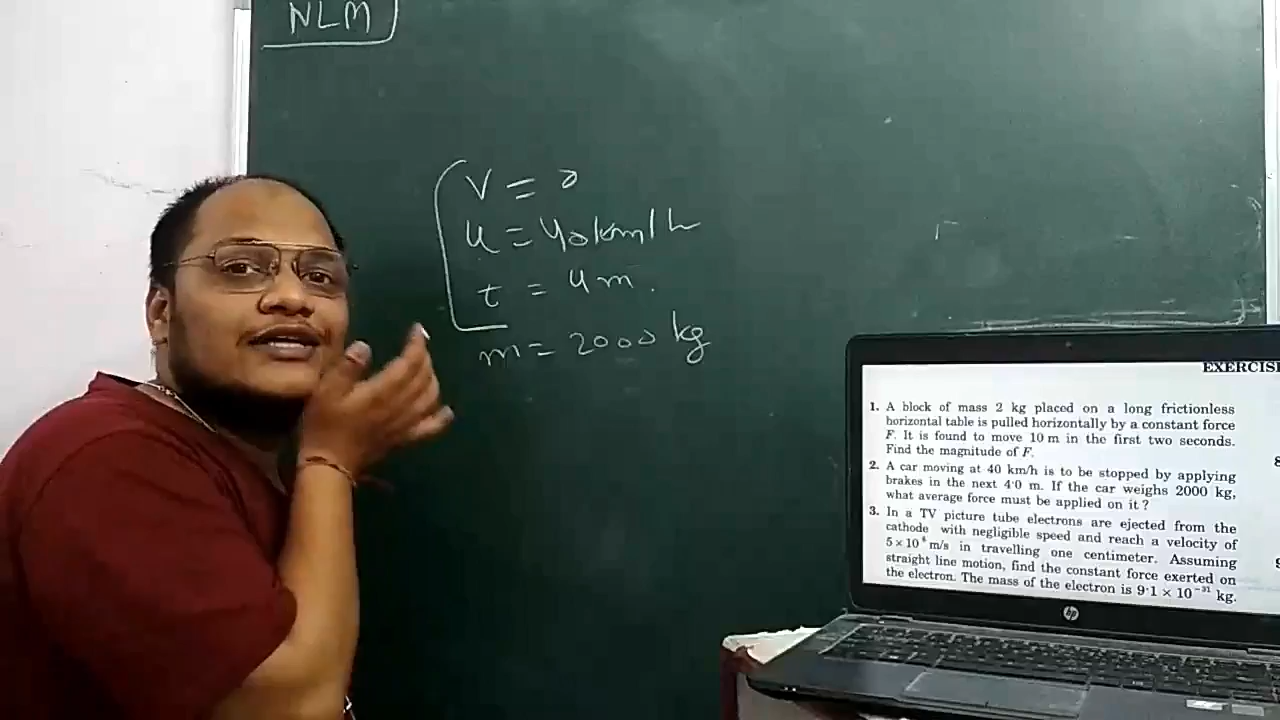 NLM
v = 0
u = 40 km/h
t = 4m.
m = 2000 kg
EXERCIS
1. A block of mass 2 kg placed on a long frictionless
horizontal table is pulled horizontally by a constant force
F. It is found to move 10 m in the first two seconds.
Find the magnitude of F.
2. A car moving at 40 km/h is to be stopped by applying
brakes in the next 4·0 m. If the car weighs 2000 kg,
what average force must be applied on it ?
3. In a TV picture tube electrons are ejected from the
cathode with negligible speed and reach a velocity of
5 × 10⁶ m/s in travelling one centimeter. Assuming
straight line motion, find the constant force exerted on
the electron. The mass of the electron is 9·1 × 10⁻³¹ kg.
hp